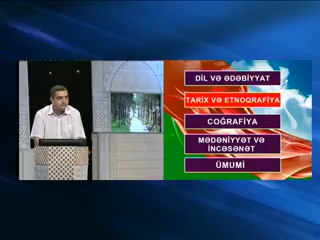 DİL VƏ ƏDƏBİYYAT
TARİX VƏ ETNOQRAFİYA
COĞRAFİYA
MƏDƏNİYYƏT VƏ
İNCƏSƏNƏT
ÜMUMİ